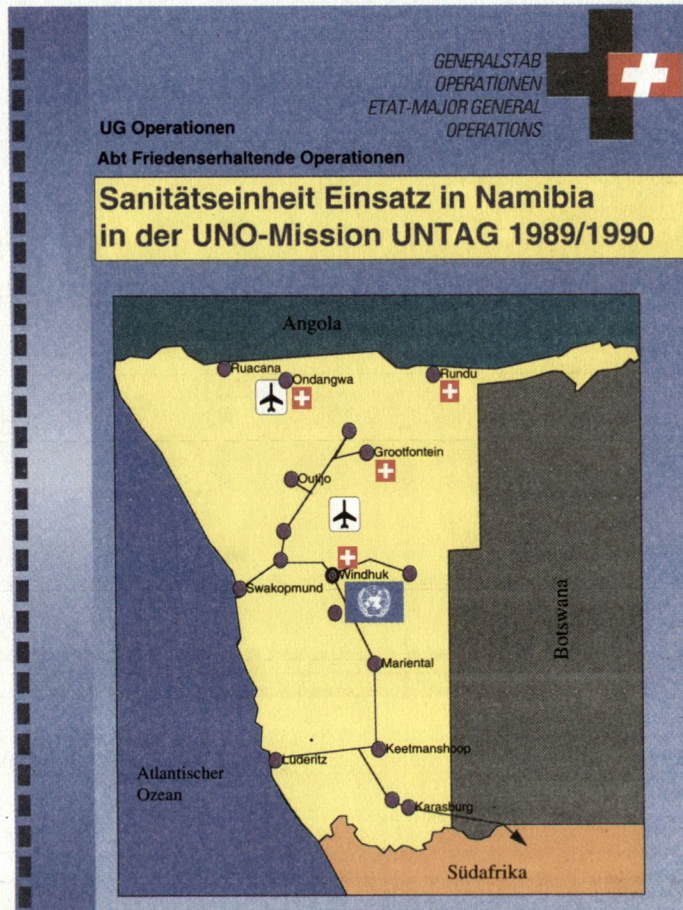 GENERALSTAB
OPERATIONEN
ETAT-MAJOR GENERAL
OPERATIONS
UG Operationen
Abt Friedenserhaltende Operationen
Sanitätseinheit Einsatz in Namibia
in der UNO-Mission UNTAG 1989/1990
Angola
Ruacana
Ondangwa
Rundu
Grootfontein
Outijo
Windhuk
Swakopmund
Botswana
Mariental
Keetmanshoop
Lüderitz
Atlantischer
Ozean
Karasburg
Südafrika